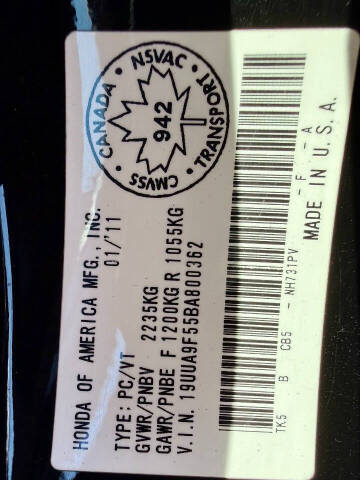 HONDA OF AMERICA MFG. INC.
01/'11
TYPE: PC/VT
GVWR/PNBV 2235KG
GAWR/PNBE F 1200KG R 1055KG
V.I.N. 19UUA9F55BA800362
CANADA · NSVAC · TRANSPORT · CMVSS
942
TK5 B CB5 - NH731PV - F - A
MADE IN U.S.A.